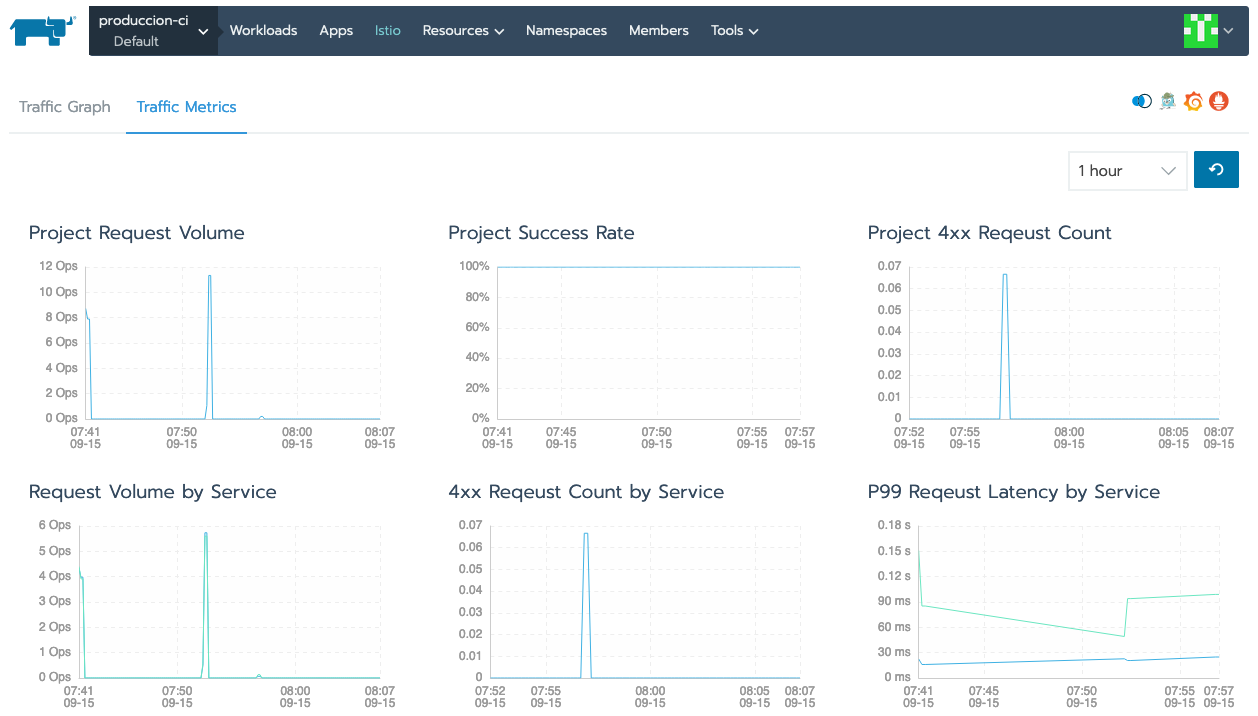 produccion-ci
Default
Workloads Apps Istio Resources Namespaces Members Tools
Traffic Graph Traffic Metrics
1 hour
Project Request Volume
12 Ops
10 Ops
8 Ops
6 Ops
4 Ops
2 Ops
0 Ops
07:41 07:50 08:00 08:07
09-15 09-15 09-15 09-15
Project Success Rate
100%
80%
60%
40%
20%
0%
07:41 07:45 07:50 07:55 07:57
09-15 09-15 09-15 09-15 09-15
Project 4xx Reqeust Count
0.07
0.06
0.05
0.04
0.03
0.02
0.01
0
07:52 07:55 08:00 08:05 08:07
09-15 09-15 09-15 09-15 09-15
Request Volume by Service
6 Ops
5 Ops
4 Ops
3 Ops
2 Ops
1 Ops
0 Ops
07:41 07:50 08:00 08:07
09-15 09-15 09-15 09-15
4xx Reqeust Count by Service
0.07
0.06
0.05
0.04
0.03
0.02
0.01
0
07:52 07:55 08:00 08:05 08:07
09-15 09-15 09-15 09-15 09-15
P99 Reqeust Latency by Service
0.18 s
0.15 s
0.12 s
90 ms
60 ms
30 ms
0 ms
07:41 07:45 07:50 07:55 07:57
09-15 09-15 09-15 09-15 09-15